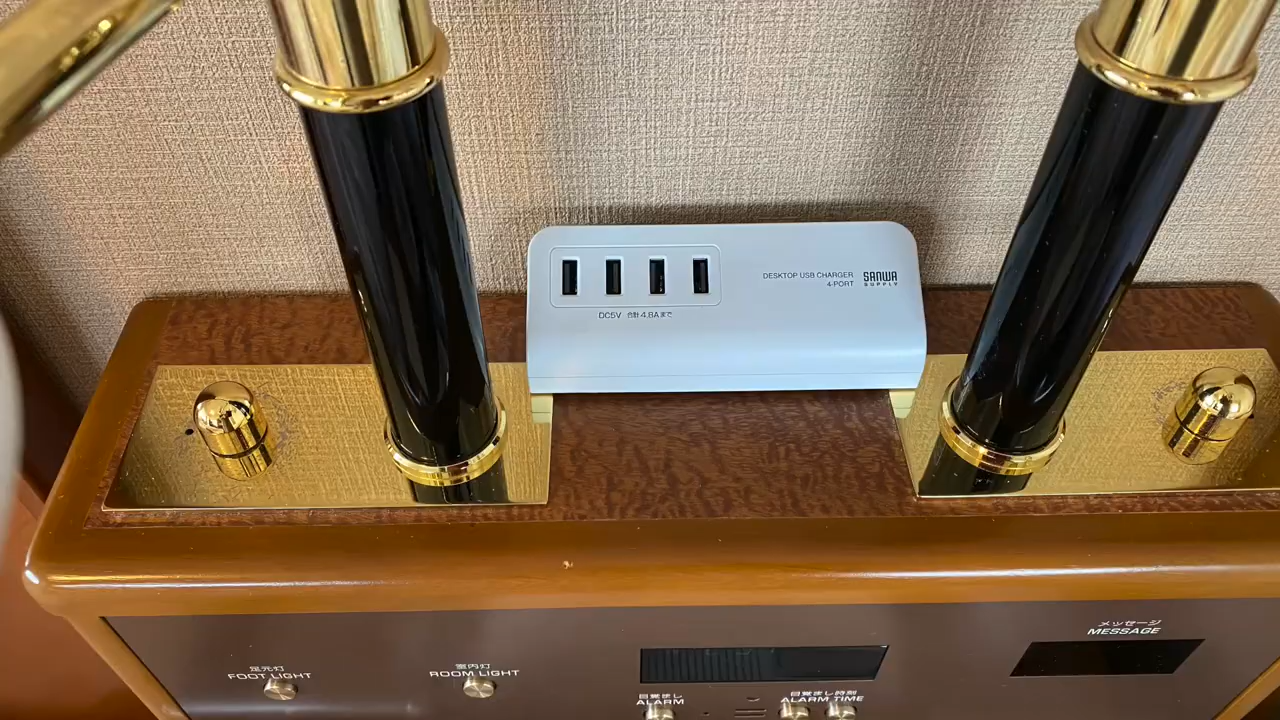 DESKTOP USB CHARGER
4-PORT
SANWA
SUPPLY
DC5V 合計4.8Aまで
メッセージ
MESSAGE
足元灯
FOOT LIGHT
室内灯
ROOM LIGHT
目覚まし
ALARM
目覚まし時刻
ALARM TIME